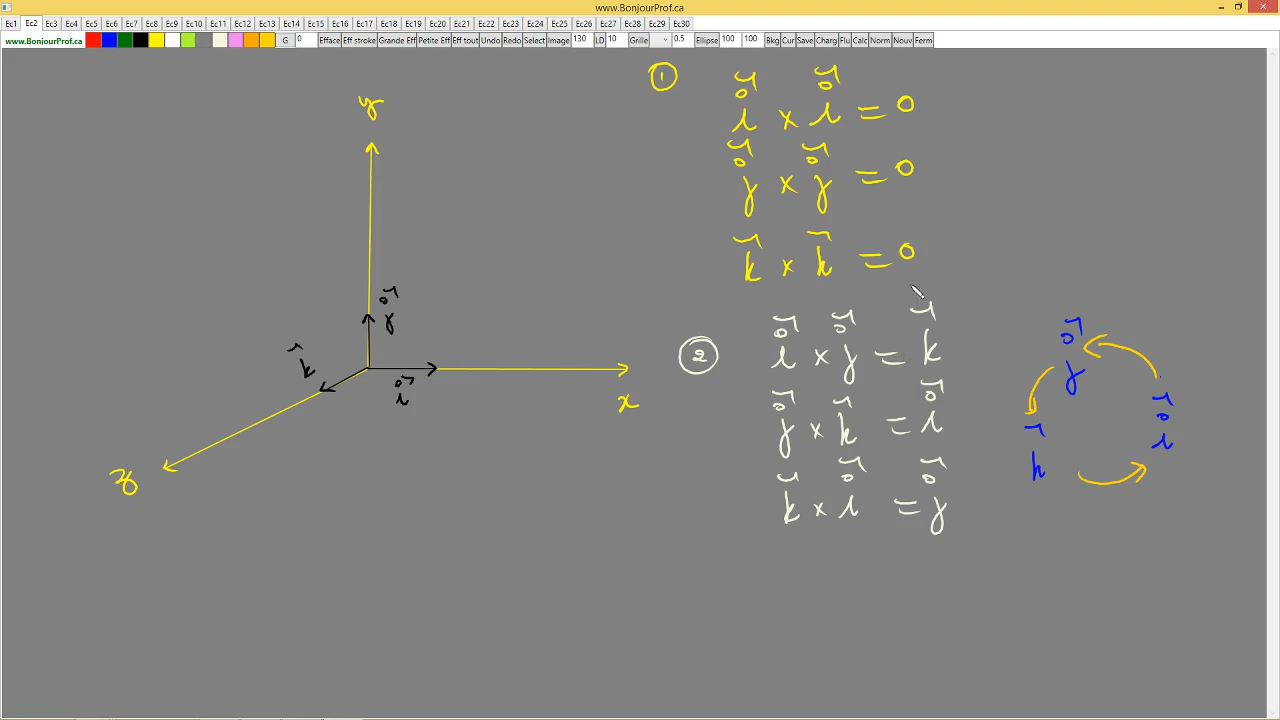 www.BonjourProf.ca
Ec1 Ec2 Ec3 Ec4 Ec5 Ec6 Ec7 Ec8 Ec9 Ec10 Ec11 Ec12 Ec13 Ec14 Ec15 Ec16 Ec17 Ec18 Ec19 Ec20 Ec21 Ec22 Ec23 Ec24 Ec25 Ec26 Ec27 Ec28 Ec29 Ec30
www.BonjourProf.ca G 0 Efface Eff stroke Grande Eff Petite Eff Eff tout Undo Redo Select Image 130 LD 10 Grille 0.5 Ellipse 100 100 Bkg Cur Save Charg Flu Calc Norm Nouv Ferm
y
j⃗
k⃗
i⃗
x
z
①
i⃗ × i⃗ = 0
j⃗ × j⃗ = 0
k⃗ × k⃗ = 0
②
i⃗ × j⃗ = k⃗
j⃗ × k⃗ = i⃗
k⃗ × i⃗ = j⃗
j⃗
i⃗
k⃗